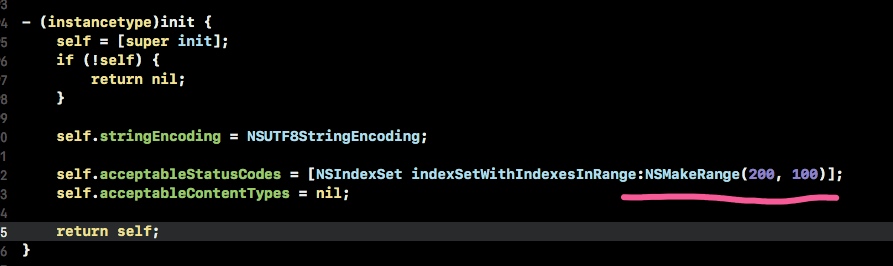 3
4 - (instancetype)init {
5 self = [super init];
6 if (!self) {
7 return nil;
8 }
9
0 self.stringEncoding = NSUTF8StringEncoding;
1
2 self.acceptableStatusCodes = [NSIndexSet indexSetWithIndexesInRange:NSMakeRange(200, 100)];
3 self.acceptableContentTypes = nil;
4
5 return self;
6 }